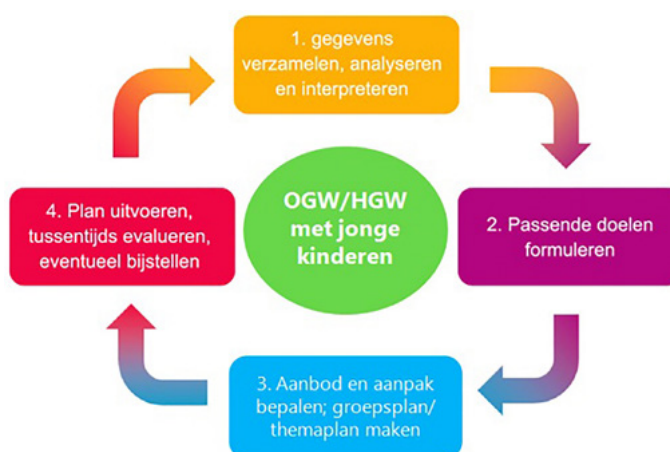 1. gegevens
verzamelen, analyseren
en interpreteren
2. Passende doelen
formuleren
3. Aanbod en aanpak
bepalen; groepsplan/
themaplan maken
4. Plan uitvoeren,
tussentijds evalueren,
eventueel bijstellen
OGW/HGW
met jonge
kinderen